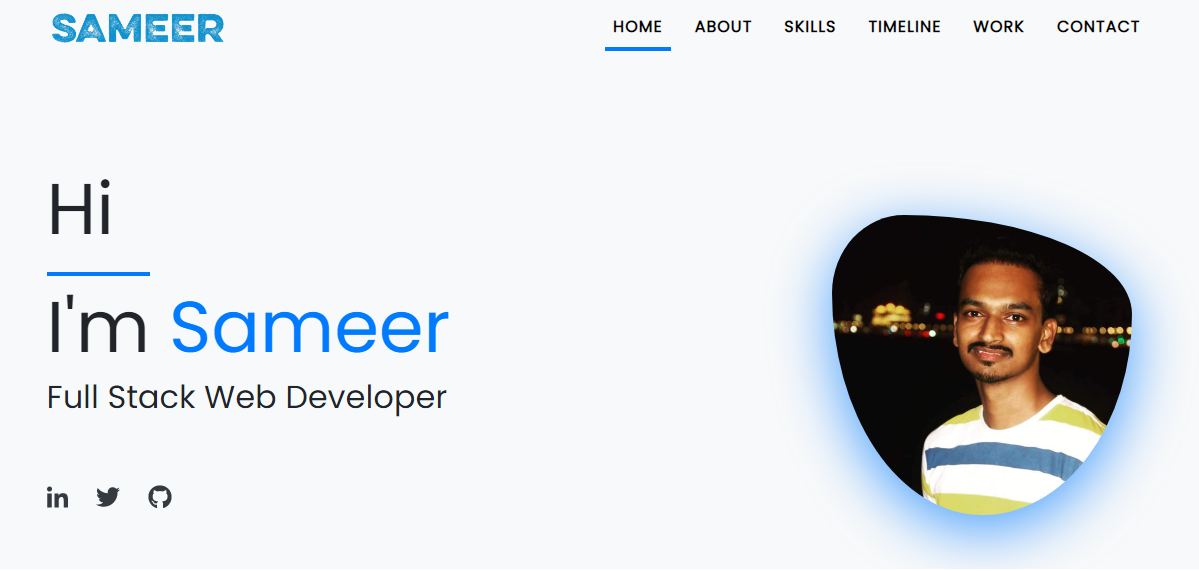 SAMEER
HOME ABOUT SKILLS TIMELINE WORK CONTACT
Hi
I'm Sameer
Full Stack Web Developer
in